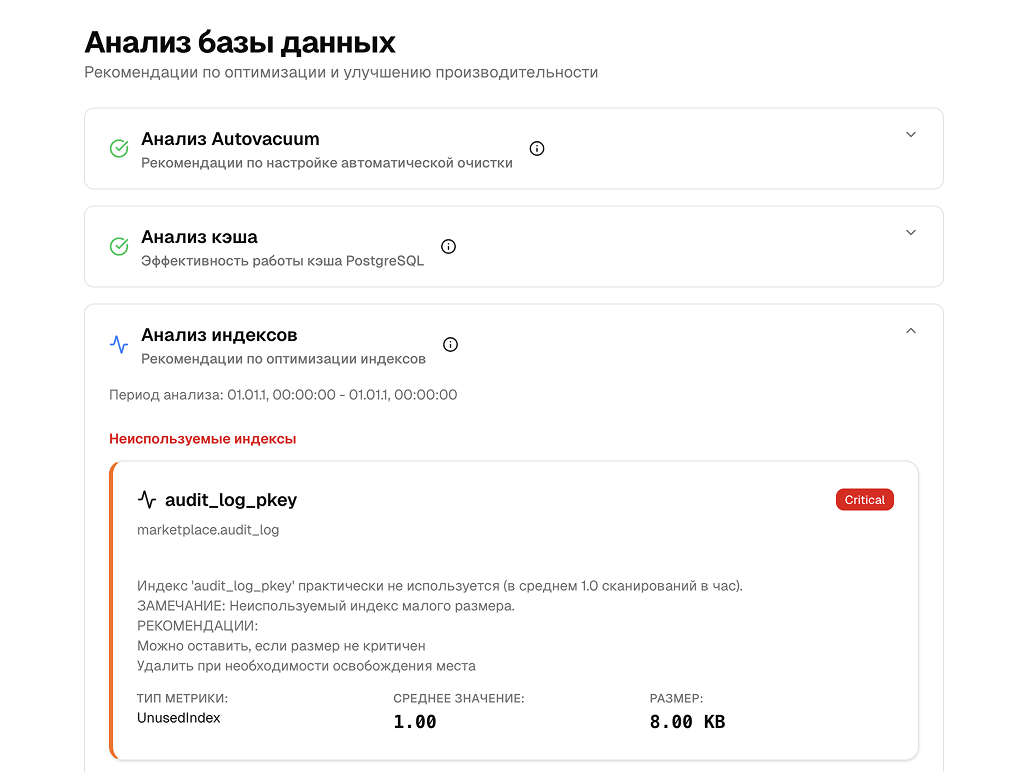 Анализ базы данных
Рекомендации по оптимизации и улучшению производительности
Анализ Autovacuum
Рекомендации по настройке автоматической очистки
Анализ кэша
Эффективность работы кэша PostgreSQL
Анализ индексов
Рекомендации по оптимизации индексов
Период анализа: 01.01.1, 00:00:00 - 01.01.1, 00:00:00
Неиспользуемые индексы
audit_log_pkey
Critical
marketplace.audit_log
Индекс 'audit_log_pkey' практически не используется (в среднем 1.0 сканирований в час).
ЗАМЕЧАНИЕ: Неиспользуемый индекс малого размера.
РЕКОМЕНДАЦИИ:
Можно оставить, если размер не критичен
Удалить при необходимости освобождения места
ТИП МЕТРИКИ: СРЕДНЕЕ ЗНАЧЕНИЕ: РАЗМЕР:
UnusedIndex 1.00 8.00 KB